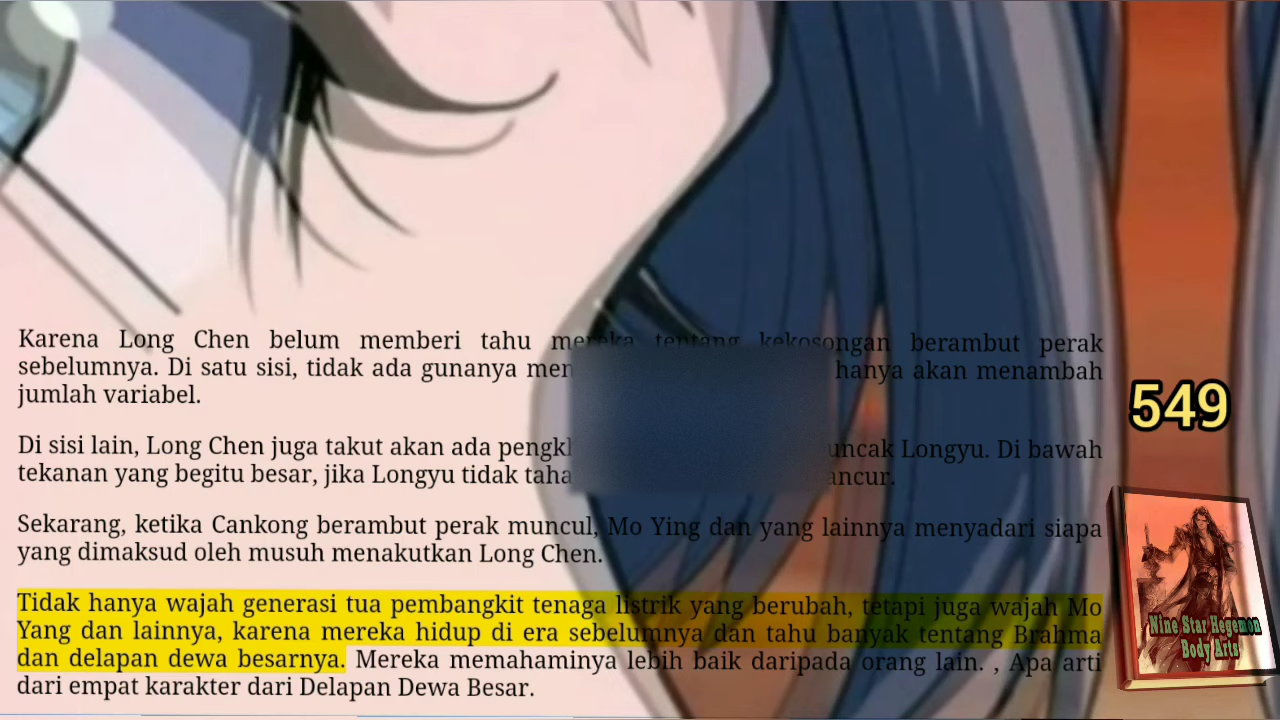 Karena Long Chen belum memberi tahu mereka tentang kekosongan berambut perak
sebelumnya. Di satu sisi, tidak ada gunanya hanya akan menambah
jumlah variabel.
Di sisi lain, Long Chen juga takut akan ada Longyu. Di bawah
tekanan yang begitu besar, jika Longyu tidak
Sekarang, ketika Cankong berambut perak muncul, Mo Ying dan yang lainnya menyadari siapa
yang dimaksud oleh musuh menakutkan Long Chen.
Tidak hanya wajah generasi tua pembangkit tenaga listrik yang berubah, tetapi juga wajah Mo
Yang dan lainnya, karena mereka hidup di era sebelumnya dan tahu banyak tentang Brahma
dan delapan dewa besarnya. Mereka memahaminya lebih baik daripada orang lain. , Apa arti
dari empat karakter dari Delapan Dewa Besar.
549
Nine Star Hegemon
Body Arts